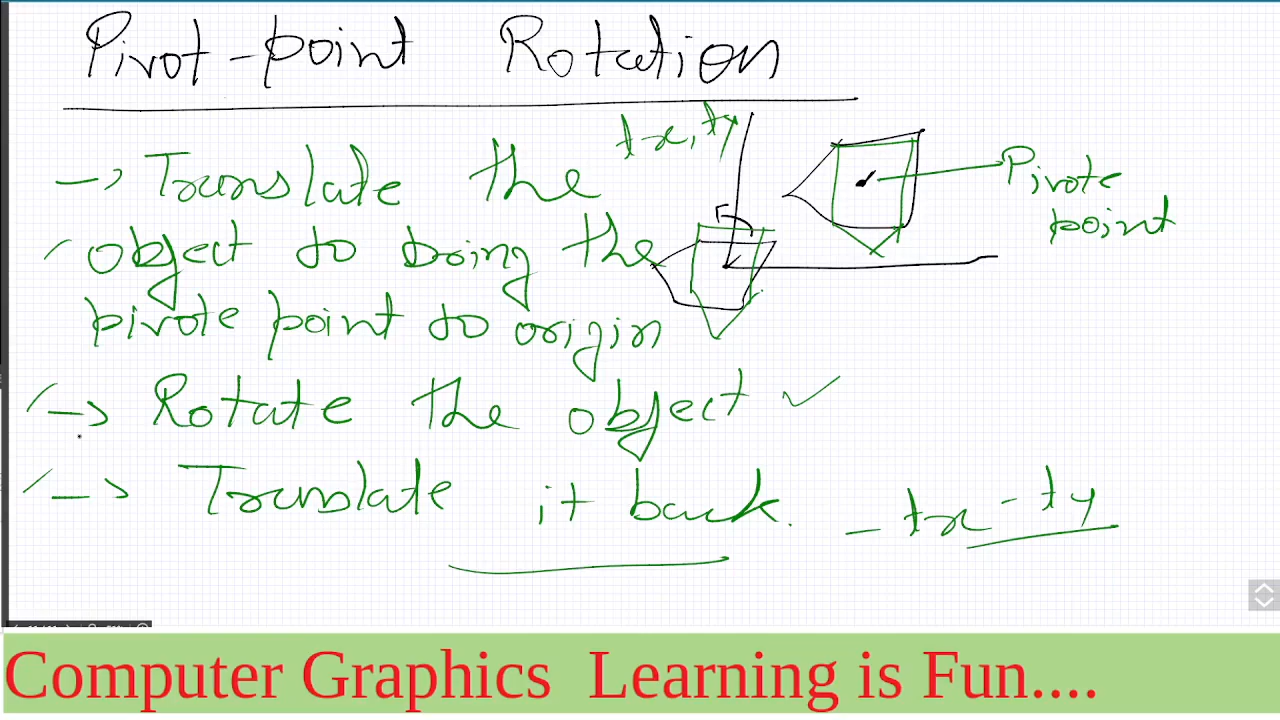 Pivot-point Rotation
-> Translate the tx, ty
object to boing the
pivote point to origin
Pivote
point
-> Rotate the object ✓
-> Translate it back. -tx -ty
Computer Graphics Learning is Fun....